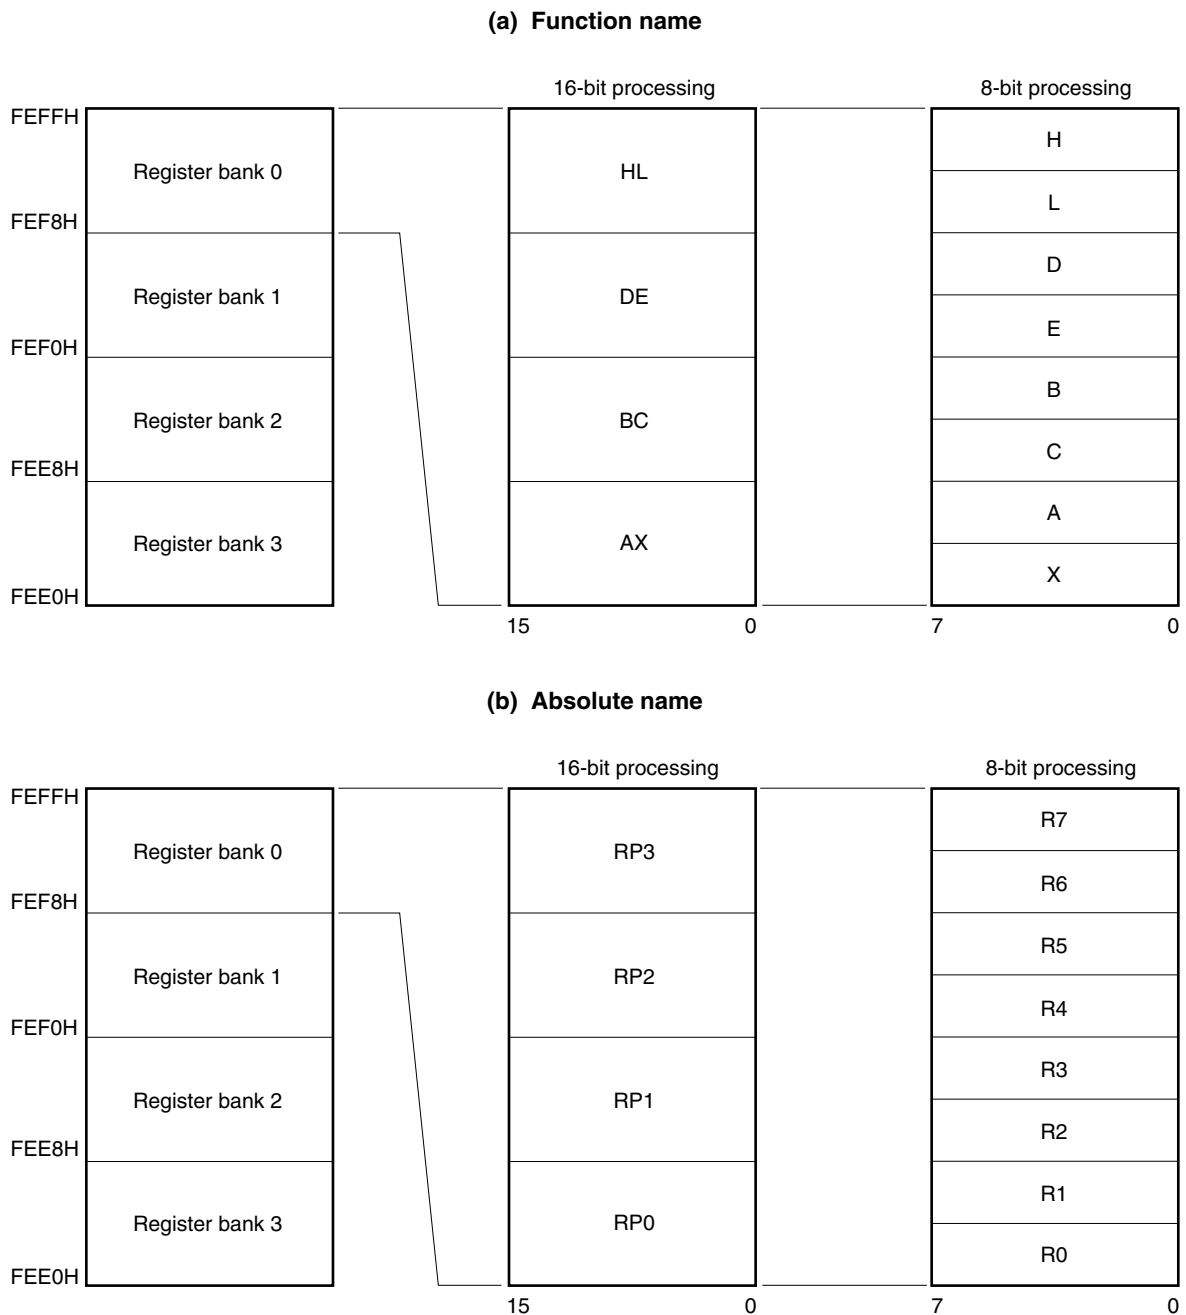 (a) Function name
16-bit processing
8-bit processing
FEFFH
Register bank 0
HL
H
L
FEF8H
Register bank 1
DE
D
E
FEF0H
Register bank 2
BC
B
C
FEE8H
Register bank 3
AX
A
X
FEE0H
15
0
7
0
(b) Absolute name
16-bit processing
8-bit processing
FEFFH
Register bank 0
RP3
R7
R6
FEF8H
Register bank 1
RP2
R5
R4
FEF0H
Register bank 2
RP1
R3
R2
FEE8H
Register bank 3
RP0
R1
R0
FEE0H
15
0
7
0